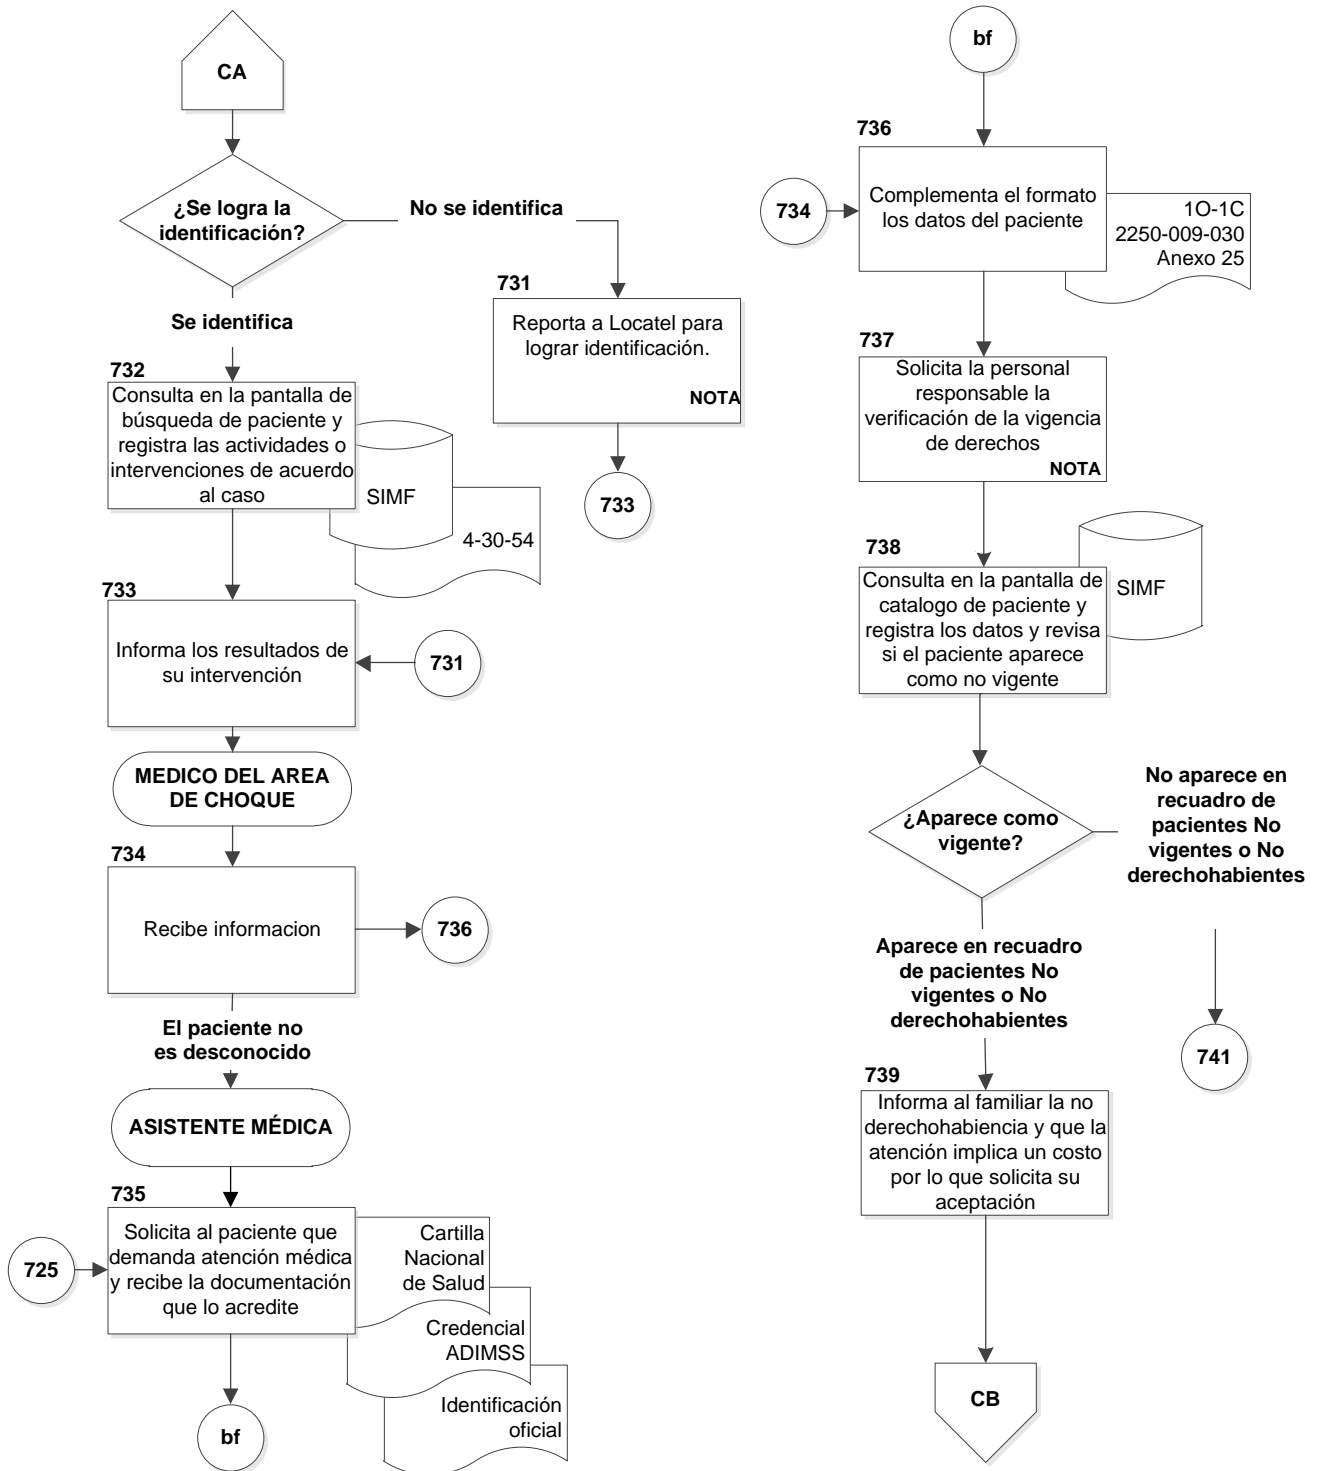 CA
¿Se logra la
identificación?
No se identifica
731
Reporta a Locatel para
lograr identificación.
NOTA
733
Se identifica
732
Consulta en la pantalla de
búsqueda de paciente y
registra las actividades o
intervenciones de acuerdo
al caso
SIMF
4-30-54
733
Informa los resultados de
su intervención
731
MEDICO DEL AREA
DE CHOQUE
734
Recibe informacion
736
El paciente no
es desconocido
ASISTENTE MÉDICA
735
Solicita al paciente que
demanda atención médica
y recibe la documentación
que lo acredite
725
Cartilla
Nacional
de Salud
Credencial
ADIMSS
Identificación
oficial
bf
bf
736
Complementa el formato
los datos del paciente
734
1O-1C
2250-009-030
Anexo 25
737
Solicita la personal
responsable la
verificación de la vigencia
de derechos
NOTA
738
Consulta en la pantalla de
catalogo de paciente y
registra los datos y revisa
si el paciente aparece
como no vigente
SIMF
¿Aparece como
vigente?
No aparece en
recuadro de
pacientes No
vigentes o No
derechohabientes
741
Aparece en recuadro
de pacientes No
vigentes o No
derechohabientes
739
Informa al familiar la no
derechohabiencia y que la
atención implica un costo
por lo que solicita su
aceptación
CB